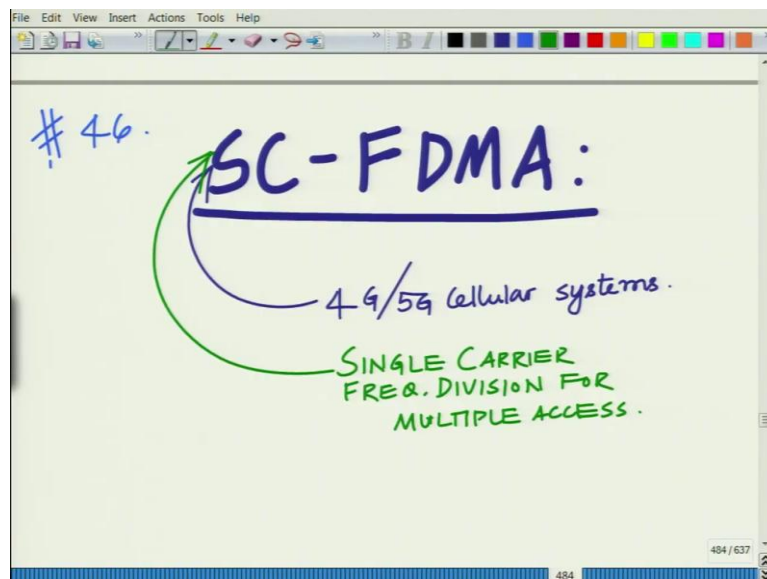 File Edit View Insert Actions Tools Help
B I
# 46.
SC-FDMA:
4G/5G Cellular systems.
SINGLE CARRIER
FREQ. DIVISION FOR
MULTIPLE ACCESS.
484 / 637
484